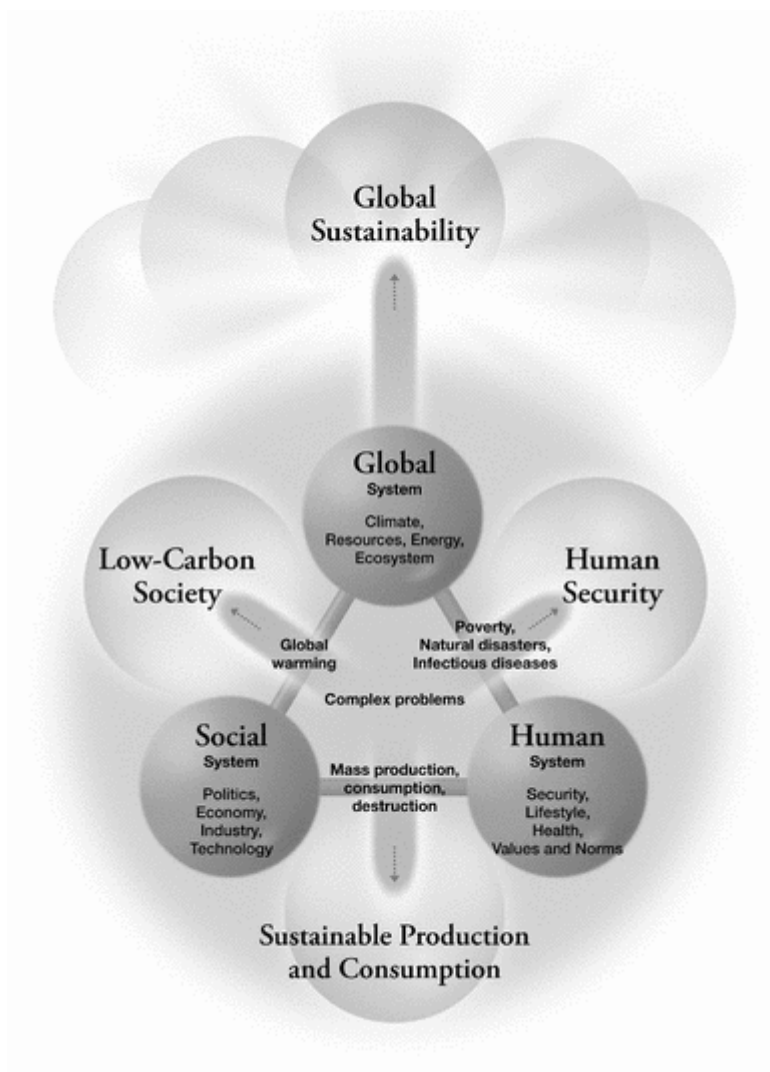 Global
Sustainability
Global
System
Climate,
Resources, Energy,
Ecosystem
Low-Carbon
Society
Human
Security
Global
warming
Poverty,
Natural disasters,
Infectious diseases
Complex problems
Social
System
Politics,
Economy,
Industry,
Technology
Mass production,
consumption,
destruction
Human
System
Security,
Lifestyle,
Health,
Values and Norms
Sustainable Production
and Consumption